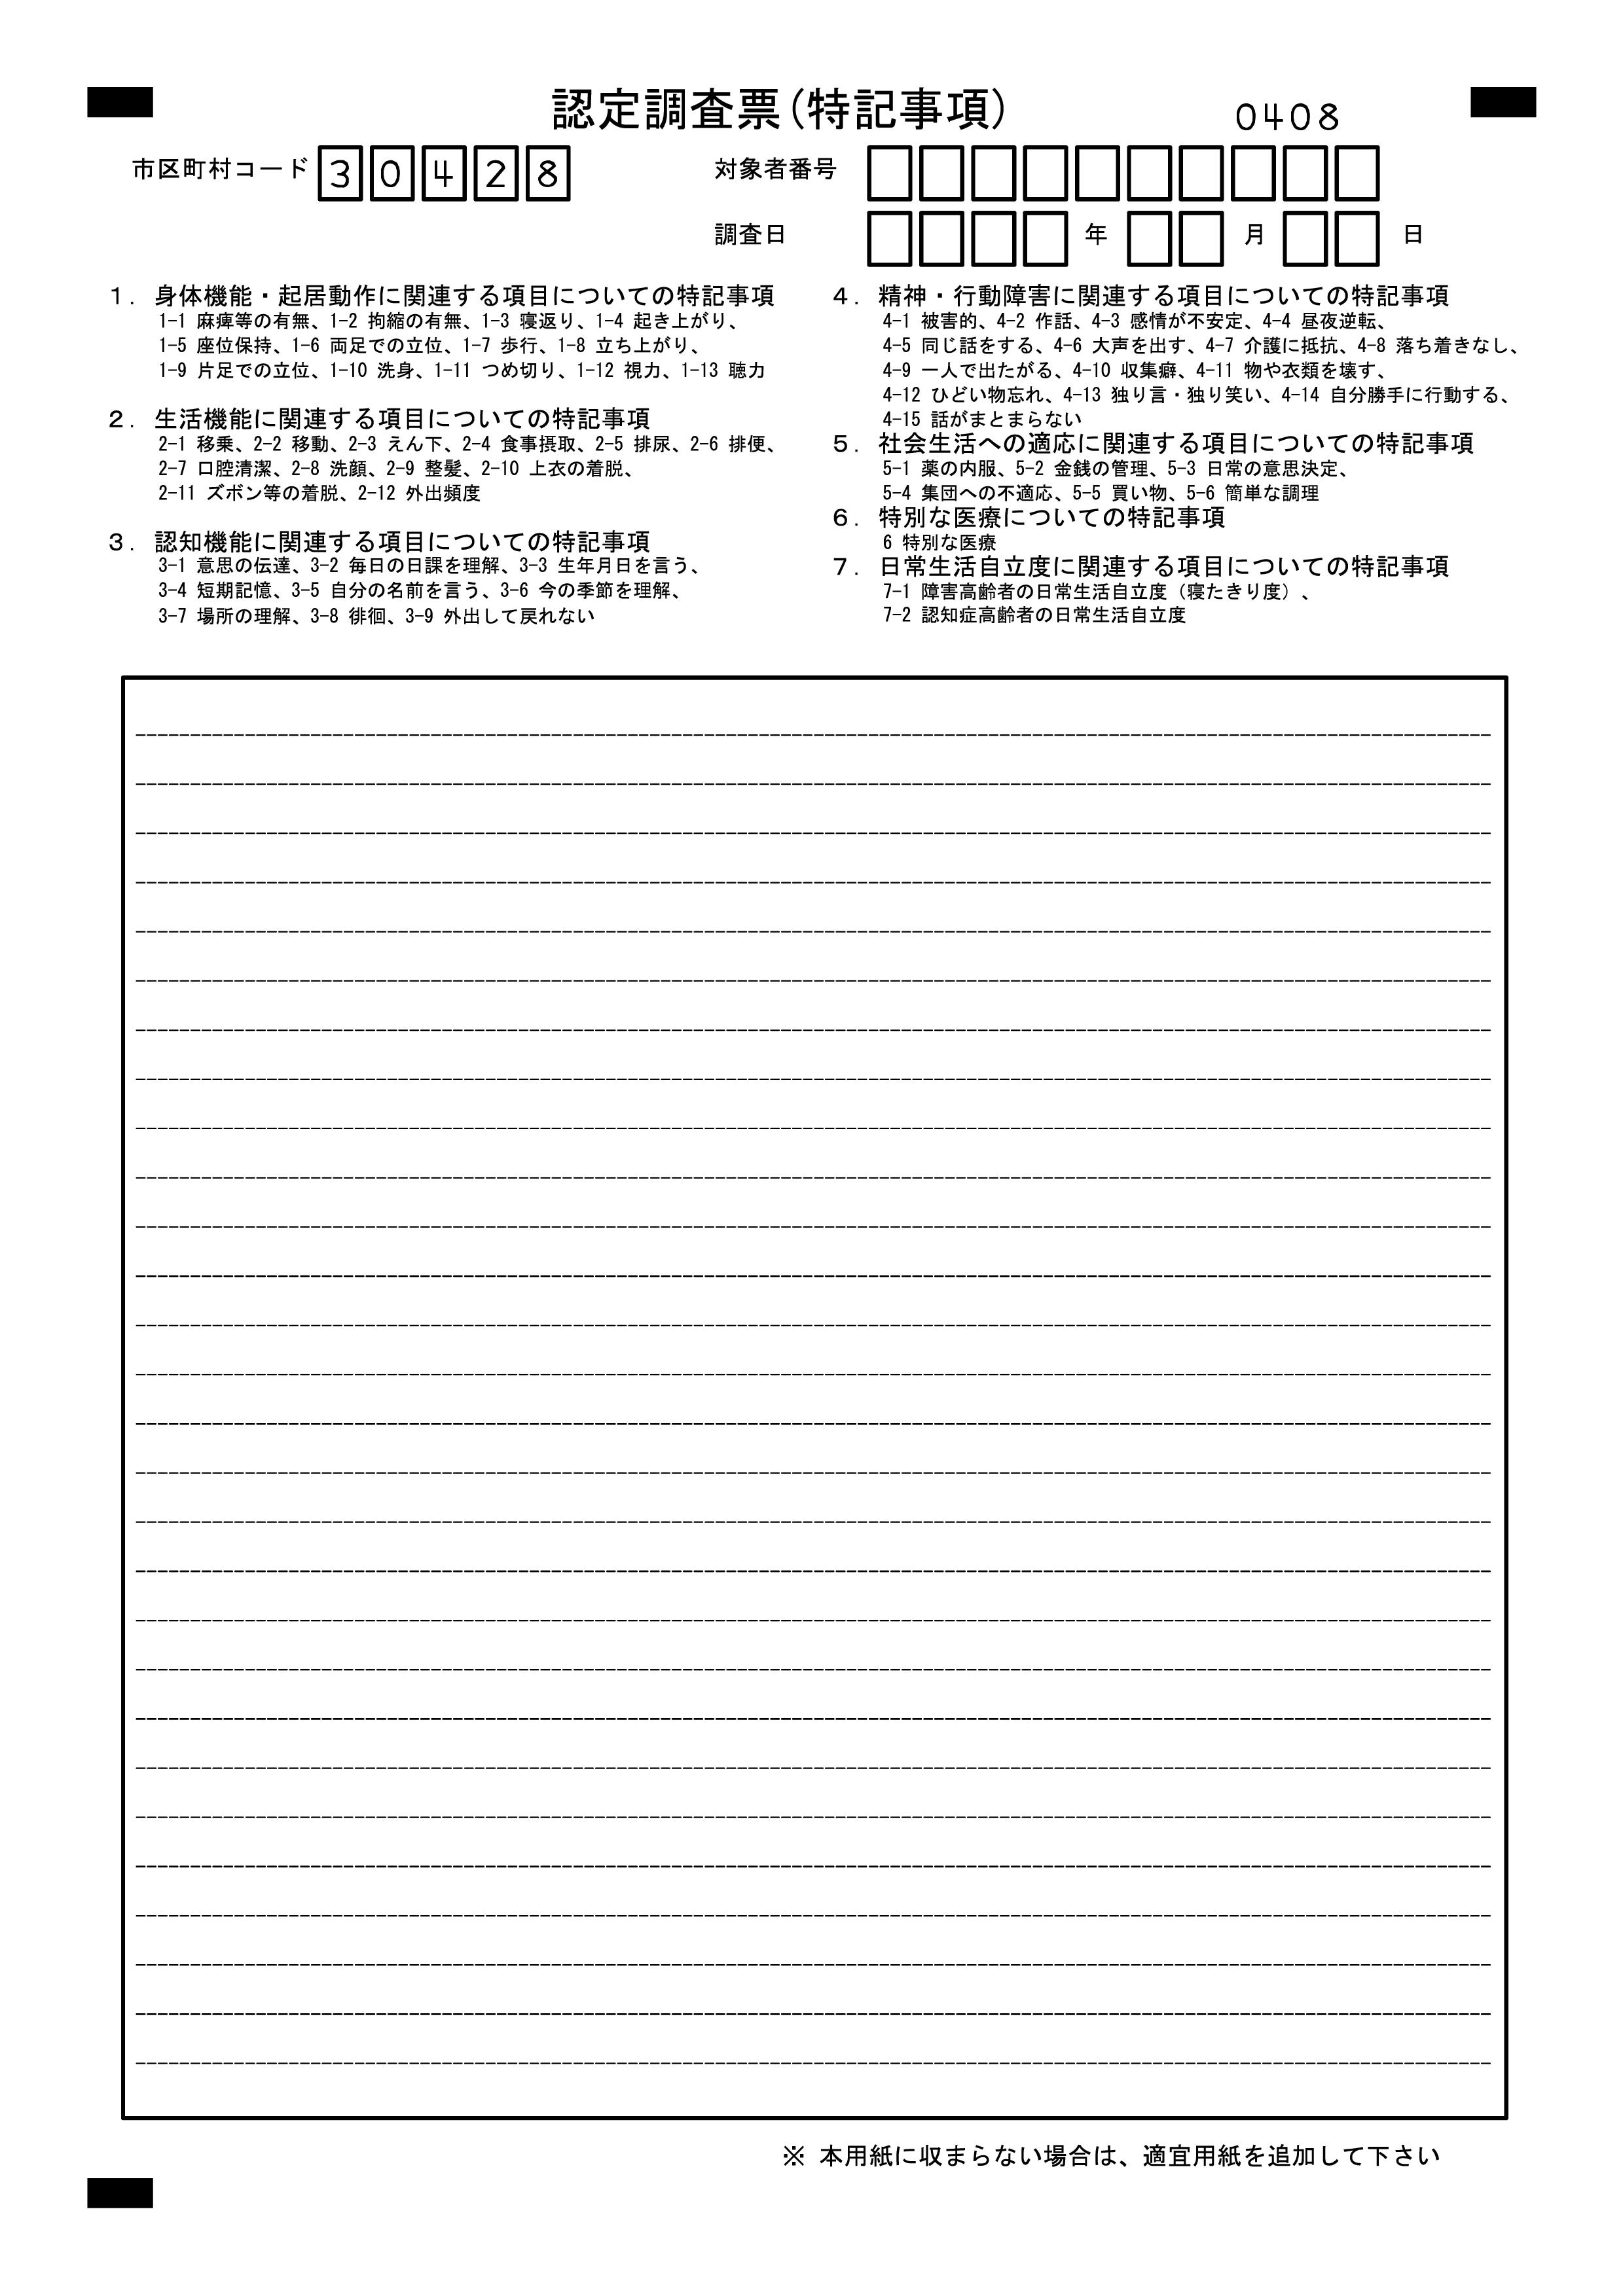 認定調査票(特記事項)
0408
市区町村コード 30428
対象者番号
調査日 年 月 日
1. 身体機能・起居動作に関連する項目についての特記事項
1-1 麻痺等の有無、1-2 拘縮の有無、1-3 寝返り、1-4 起き上がり、
1-5 座位保持、1-6 両足での立位、1-7 歩行、1-8 立ち上がり、
1-9 片足での立位、1-10 洗身、1-11 つめ切り、1-12 視力、1-13 聴力
2. 生活機能に関連する項目についての特記事項
2-1 移乗、2-2 移動、2-3 えん下、2-4 食事摂取、2-5 排尿、2-6 排便、
2-7 口腔清潔、2-8 洗顔、2-9 整髪、2-10 上衣の着脱、
2-11 ズボン等の着脱、2-12 外出頻度
3. 認知機能に関連する項目についての特記事項
3-1 意思の伝達、3-2 毎日の日課を理解、3-3 生年月日を言う、
3-4 短期記憶、3-5 自分の名前を言う、3-6 今の季節を理解、
3-7 場所の理解、3-8 徘徊、3-9 外出して戻れない
4. 精神・行動障害に関連する項目についての特記事項
4-1 被害的、4-2 作話、4-3 感情が不安定、4-4 昼夜逆転、
4-5 同じ話をする、4-6 大声を出す、4-7 介護に抵抗、4-8 落ち着きなし、
4-9 一人で出たがる、4-10 収集癖、4-11 物や衣類を壊す、
4-12 ひどい物忘れ、4-13 独り言・独り笑い、4-14 自分勝手に行動する、
4-15 話がまとまらない
5. 社会生活への適応に関連する項目についての特記事項
5-1 薬の内服、5-2 金銭の管理、5-3 日常の意思決定、
5-4 集団への不適応、5-5 買い物、5-6 簡単な調理
6. 特別な医療についての特記事項
6 特別な医療
7. 日常生活自立度に関連する項目についての特記事項
7-1 障害高齢者の日常生活自立度（寝たきり度）、
7-2 認知症高齢者の日常生活自立度
※ 本用紙に収まらない場合は、適宜用紙を追加して下さい